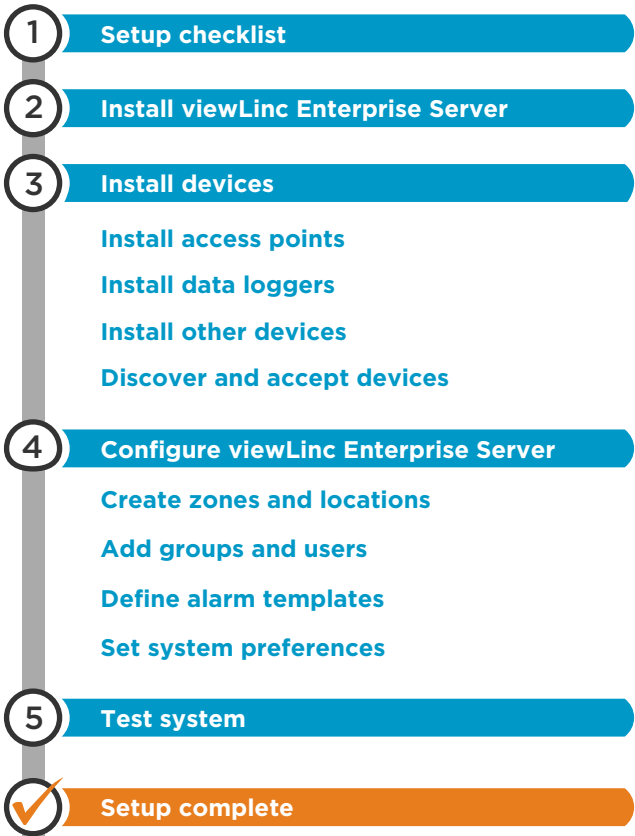 1
Setup checklist
2
Install viewLinc Enterprise Server
3
Install devices
Install access points
Install data loggers
Install other devices
Discover and accept devices
4
Configure viewLinc Enterprise Server
Create zones and locations
Add groups and users
Define alarm templates
Set system preferences
5
Test system
Setup complete